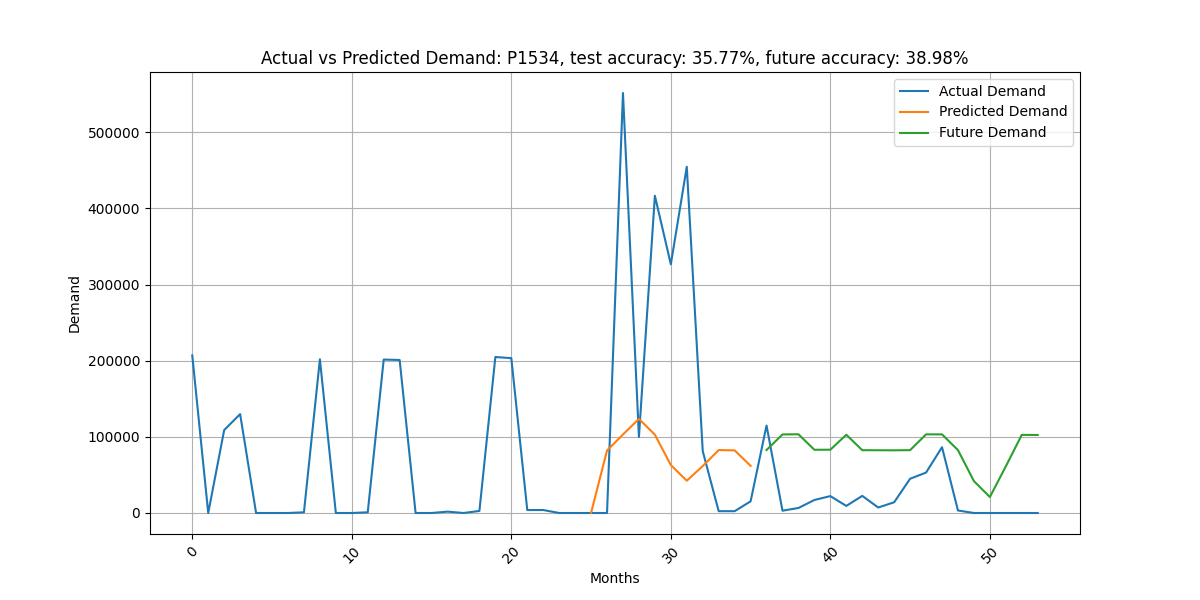 Actual vs Predicted Demand: P1534, test accuracy: 35.77%, future accuracy: 38.98%
Actual Demand
Predicted Demand
Future Demand
Demand
500000
400000
300000
200000
100000
0
0
10
20
30
40
50
Months